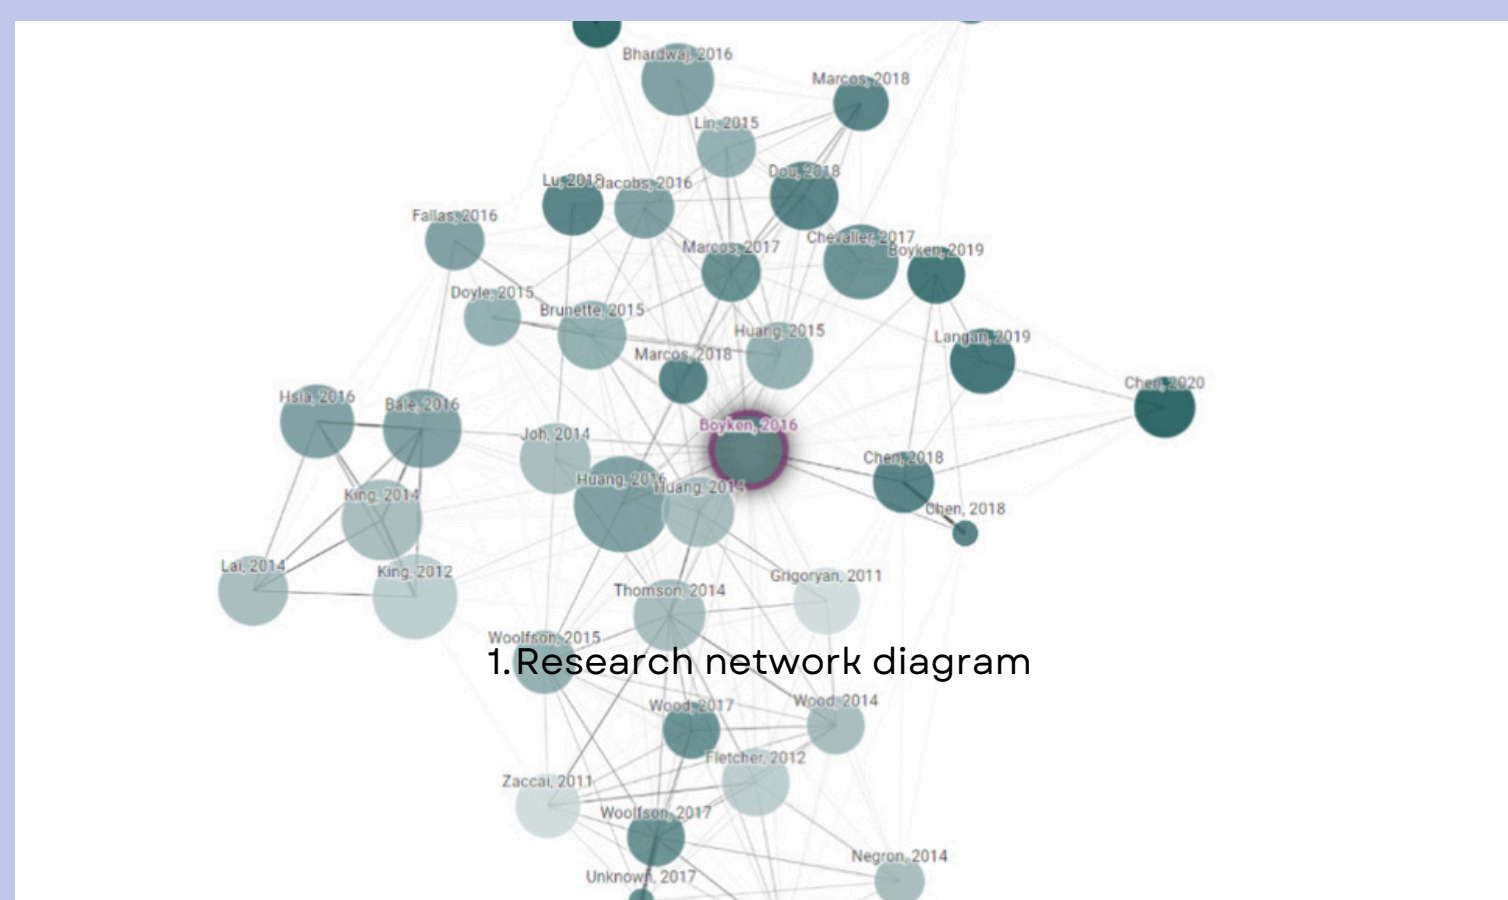 Bhardwaj, 2016
Marcos, 2018
Lin, 2015
Dou, 2018
Lu, 2018
Jacobs, 2016
Fallas, 2016
Chevalier, 2017
Marcos, 2017
Boyken, 2019
Doyle, 2015
Brunette, 2015
Huang, 2015
Langan, 2019
Marcos, 2018
Chen, 2020
Hsia, 2016
Bale, 2016
Boyken, 2016
Joh, 2014
Chen, 2018
Huang, 2016
Huang, 2014
King, 2014
Chen, 2018
Lai, 2014
King, 2012
Grigoryan, 2011
Thomson, 2014
Woolfson, 2015
1. Research network diagram
Wood, 2014
Wood, 2017
Fletcher, 2012
Zaccai, 2011
Woolfson, 2017
Negron, 2014
Unknown, 2017